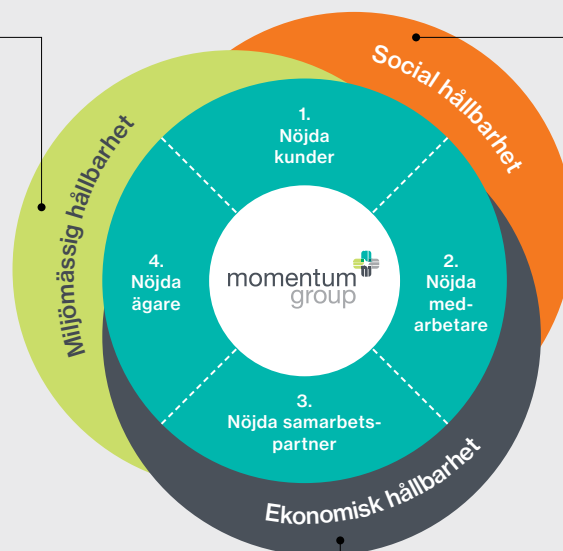 Social hållbarhet
Miljömässig hållbarhet
1.
Nöjda
kunder
4.
Nöjda
ägare
momentum
group
2.
Nöjda
med-
arbetare
3.
Nöjda samarbets-
partner
Ekonomisk hållbarhet